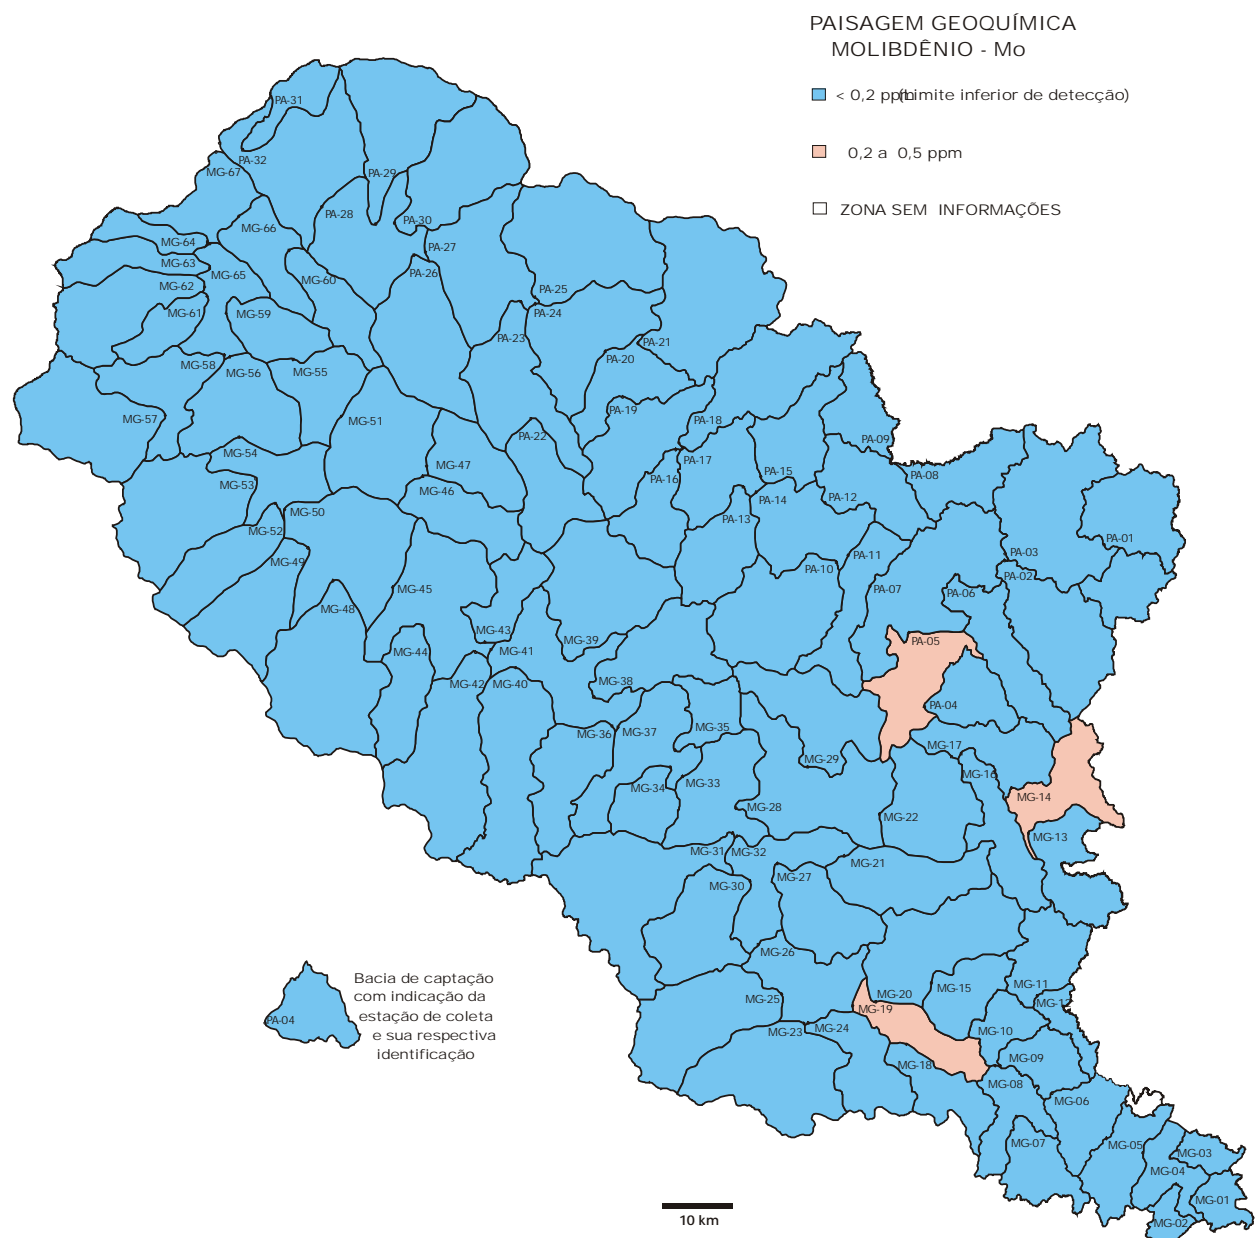 PAISAGEM GEOQUÍMICA
MOLIBDÊNIO - Mo
< 0,2 ppm (Limite inferior de detecção)
0,2 a 0,5 ppm
ZONA SEM INFORMAÇÕES
PA-31
PA-32
MG-67
PA-29
PA-28
PA-30
MG-66
MG-64
PA-27
MG-63
MG-65
PA-26
MG-60
MG-62
PA-25
MG-61
MG-59
PA-24
PA-23
PA-21
PA-20
MG-58
MG-56
MG-55
PA-19
MG-57
MG-51
PA-18
PA-22
PA-09
MG-54
PA-17
MG-47
PA-15
PA-08
MG-53
PA-16
MG-46
PA-14
PA-12
MG-50
PA-13
MG-52
PA-01
PA-11
PA-03
MG-49
PA-10
PA-02
MG-45
PA-07
PA-06
MG-48
MG-43
MG-39
PA-05
MG-44
MG-41
MG-42
MG-40
MG-38
PA-04
MG-36
MG-37
MG-35
MG-17
MG-29
MG-16
MG-34
MG-33
MG-14
MG-28
MG-22
MG-13
MG-31
MG-32
MG-21
MG-27
MG-30
MG-26
MG-11
MG-15
MG-20
MG-25
MG-12
MG-19
MG-23
MG-24
MG-10
MG-09
MG-18
MG-08
MG-06
MG-07
MG-05
MG-03
MG-04
MG-01
MG-02
PA-04
Bacia de captação
com indicação da
estação de coleta
e sua respectiva
identificação
10 km